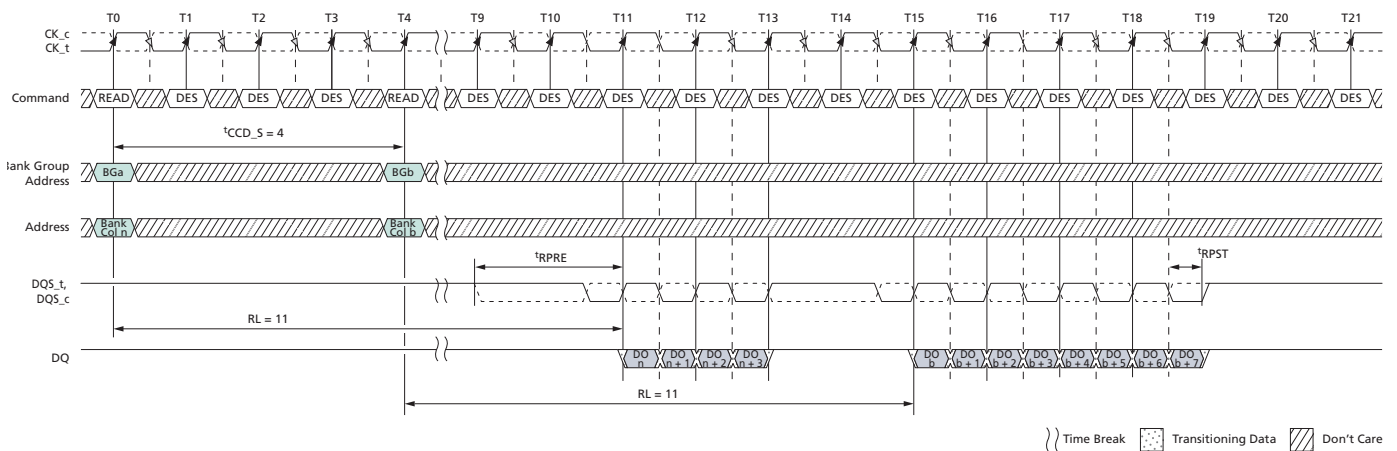 T0 T1 T2 T3 T4 T9 T10 T11 T12 T13 T14 T15 T16 T17 T18 T19 T20 T21
CK_c
CK_t
Command READ DES DES DES READ DES DES DES DES DES DES DES DES DES DES DES DES DES
tCCD_S = 4
Bank Group
Address
BGa BGb
Address
Bank
Col n
Bank
Col b
tRPRE tRPST
DQS_t,
DQS_c
RL = 11
DQ
DO
n
DO
n + 1
DO
n + 2
DO
n + 3
DO
b
DO
b + 1
DO
b + 2
DO
b + 3
DO
b + 4
DO
b + 5
DO
b + 6
DO
b + 7
RL = 11
Time Break Transitioning Data Don't Care